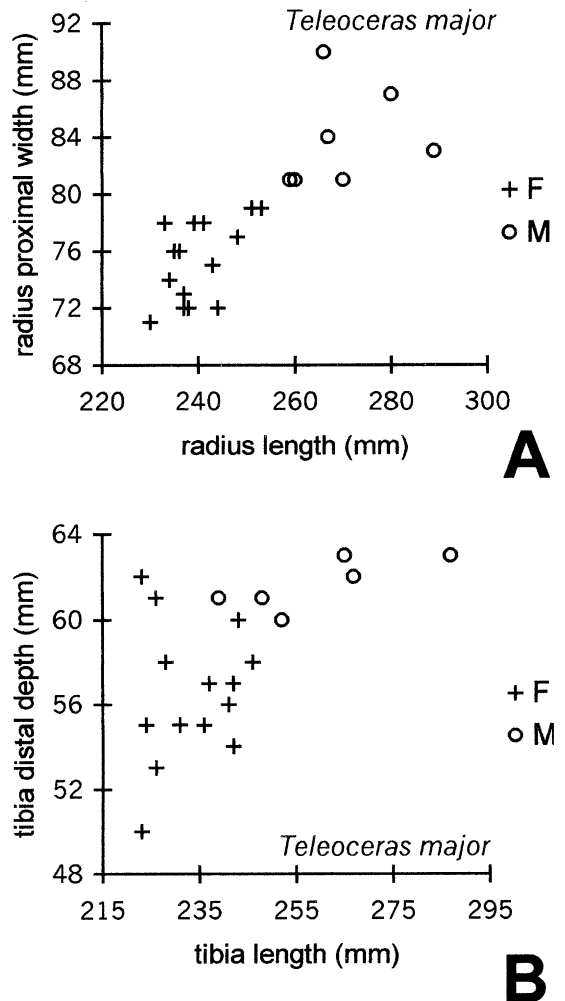 Teleoceras major
92
88
84
80
76
72
68
radius proximal width (mm)
+ F
o M
220 240 260 280 300
radius length (mm)
A
64
60
56
52
48
tibia distal depth (mm)
+ F
o M
Teleoceras major
215 235 255 275 295
tibia length (mm)
B